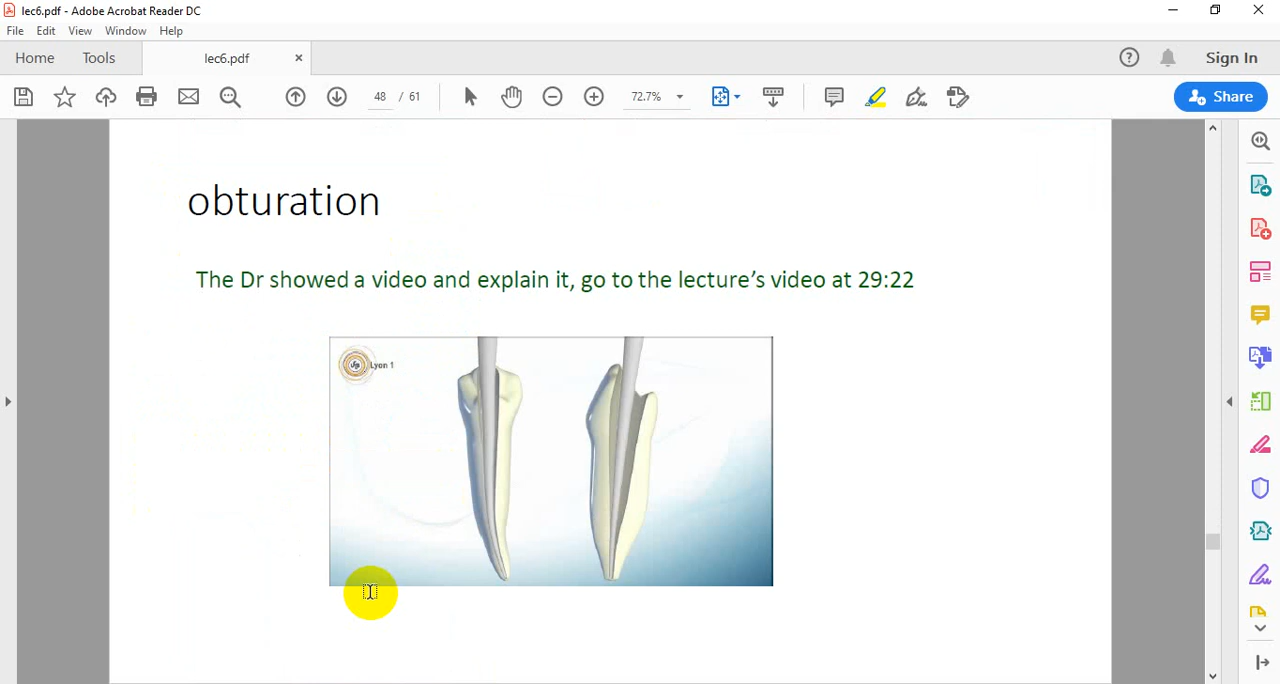 lec6.pdf - Adobe Acrobat Reader DC
File Edit View Window Help
Home Tools lec6.pdf × Sign In
48 / 61 72.7% Share
obturation
The Dr showed a video and explain it, go to the lecture's video at 29:22
Lyon 1